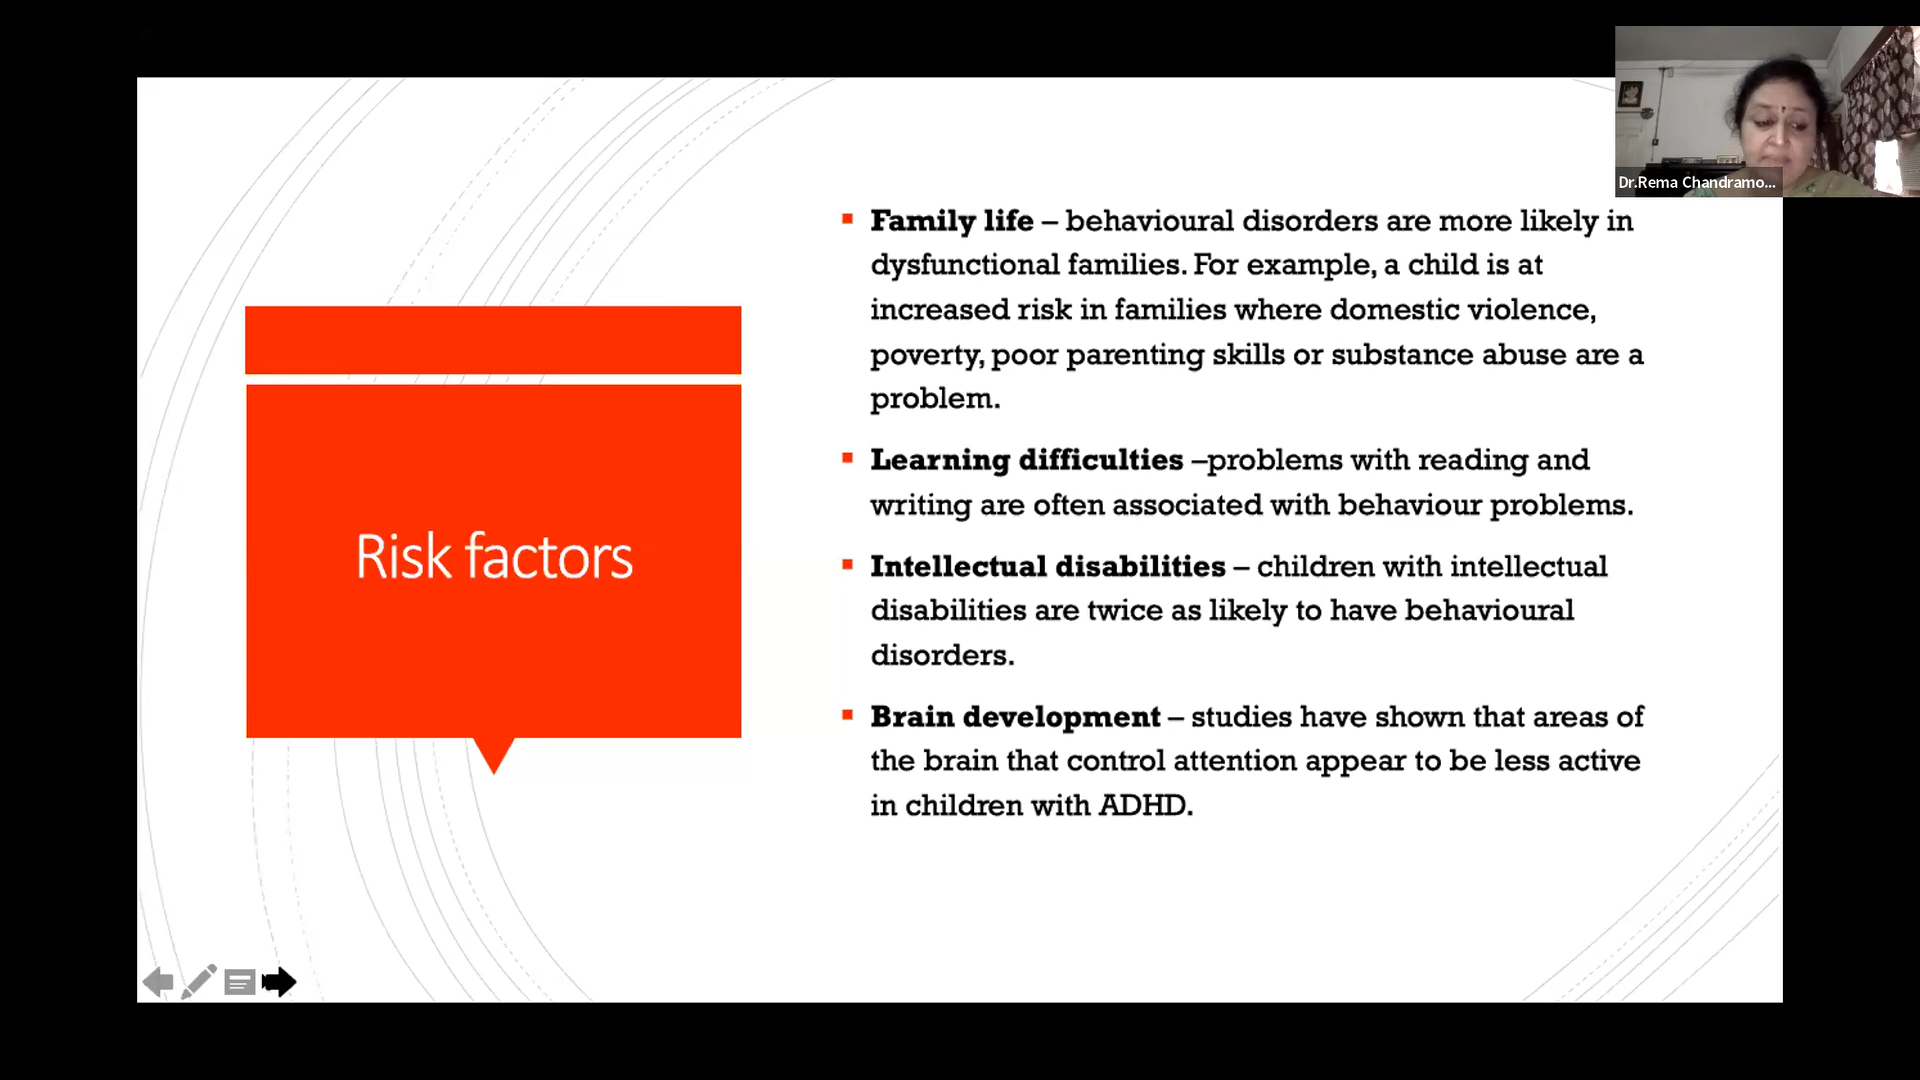 Dr.Rema Chandramo...
Risk factors
Family life – behavioural disorders are more likely in
dysfunctional families. For example, a child is at
increased risk in families where domestic violence,
poverty, poor parenting skills or substance abuse are a
problem.
Learning difficulties –problems with reading and
writing are often associated with behaviour problems.
Intellectual disabilities – children with intellectual
disabilities are twice as likely to have behavioural
disorders.
Brain development – studies have shown that areas of
the brain that control attention appear to be less active
in children with ADHD.